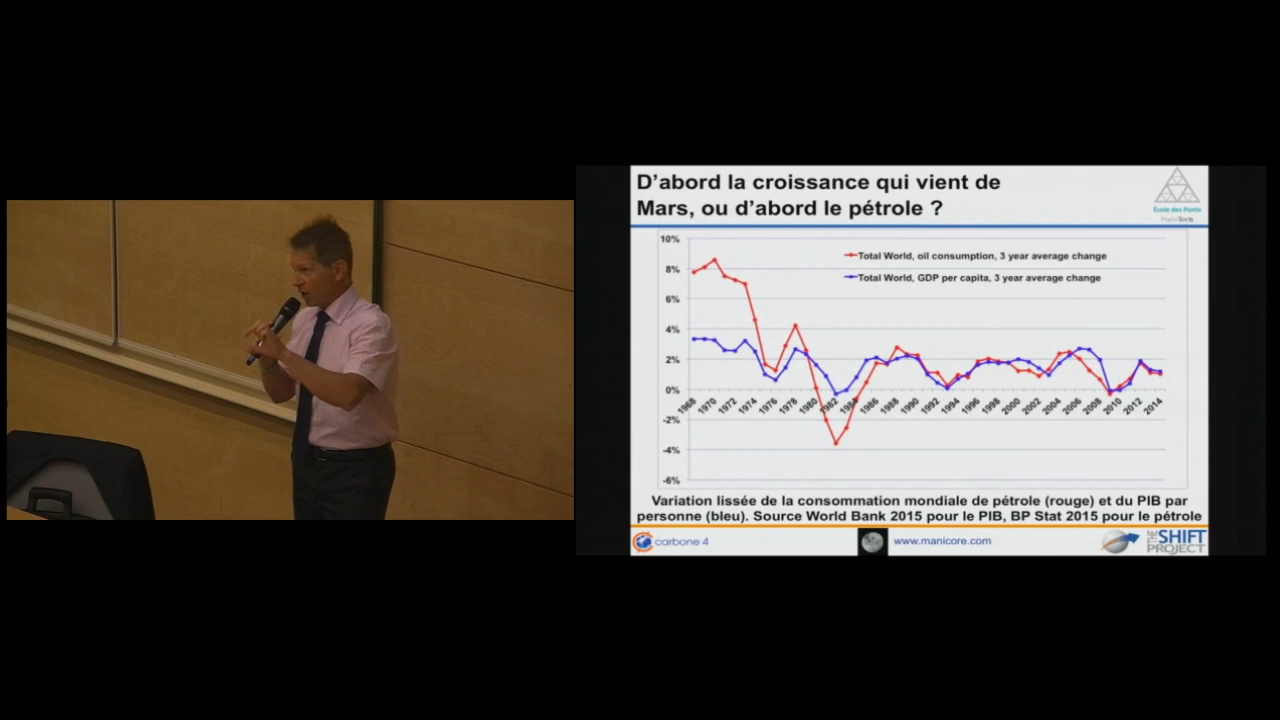 D'abord la croissance qui vient de
Mars, ou d'abord le pétrole ?
École des Ponts
ParisTech
10%
8%
6%
4%
2%
0%
-2%
-4%
-6%
Total World, oil consumption, 3 year average change
Total World, GDP per capita, 3 year average change
1968 1970 1972 1974 1976 1978 1980 1982 1984 1986 1988 1990 1992 1994 1996 1998 2000 2002 2004 2006 2008 2010 2012 2014
Variation lissée de la consommation mondiale de pétrole (rouge) et du PIB par
personne (bleu). Source World Bank 2015 pour le PIB, BP Stat 2015 pour le pétrole
carbone 4
www.manicore.com
THE SHIFT
PROJECT